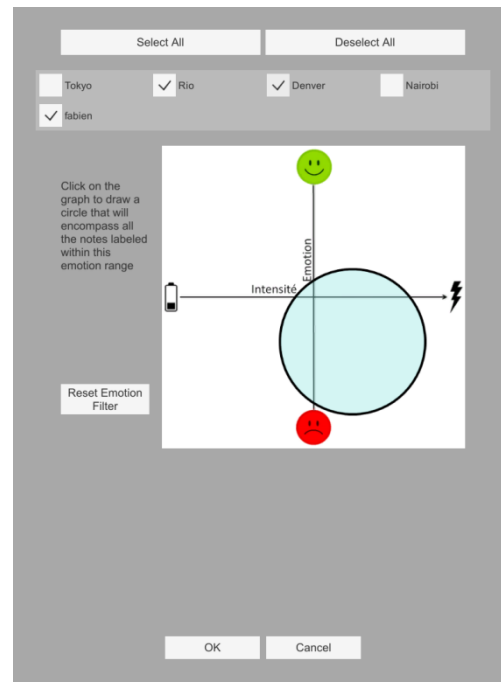 Select All
Deselect All
Tokyo
Rio
Denver
Nairobi
fabien
Click on the
graph to draw a
circle that will
encompass all
the notes labeled
within this
emotion range
Emotion
Intensité
Reset Emotion
Filter
OK
Cancel